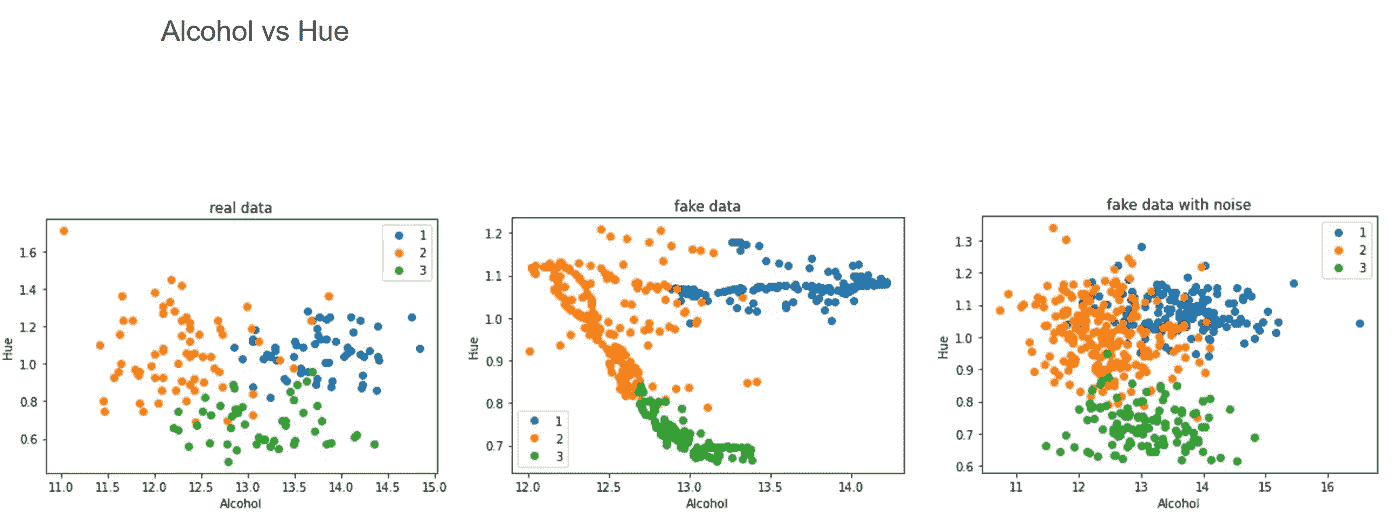 Alcohol vs Hue
real data
1
2
3
Hue
1.6
1.4
1.2
1.0
0.8
0.6
11.0 11.5 12.0 12.5 13.0 13.5 14.0 14.5 15.0
Alcohol
fake data
Hue
1.2
1.1
1.0
0.9
0.8
0.7
1
2
3
12.0 12.5 13.0 13.5 14.0
Alcohol
fake data with noise
1
2
3
Hue
1.3
1.2
1.1
1.0
0.9
0.8
0.7
0.6
11 12 13 14 15 16
Alcohol